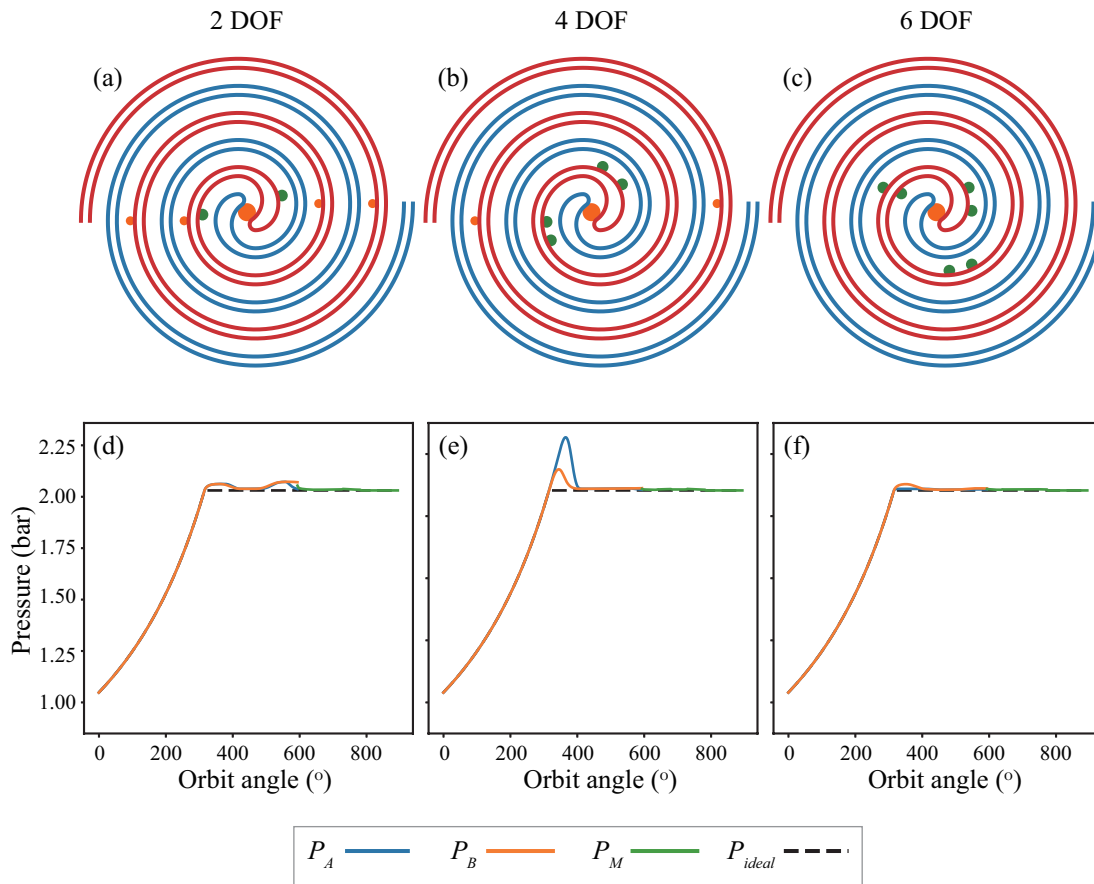 2 DOF 4 DOF 6 DOF
(a) (b) (c)
(d) (e) (f)
Pressure (bar)
2.25
2.00
1.75
1.50
1.25
1.00
0 200 400 600 800 0 200 400 600 800 0 200 400 600 800
Orbit angle (°) Orbit angle (°) Orbit angle (°)
P_A P_B P_M P_ideal